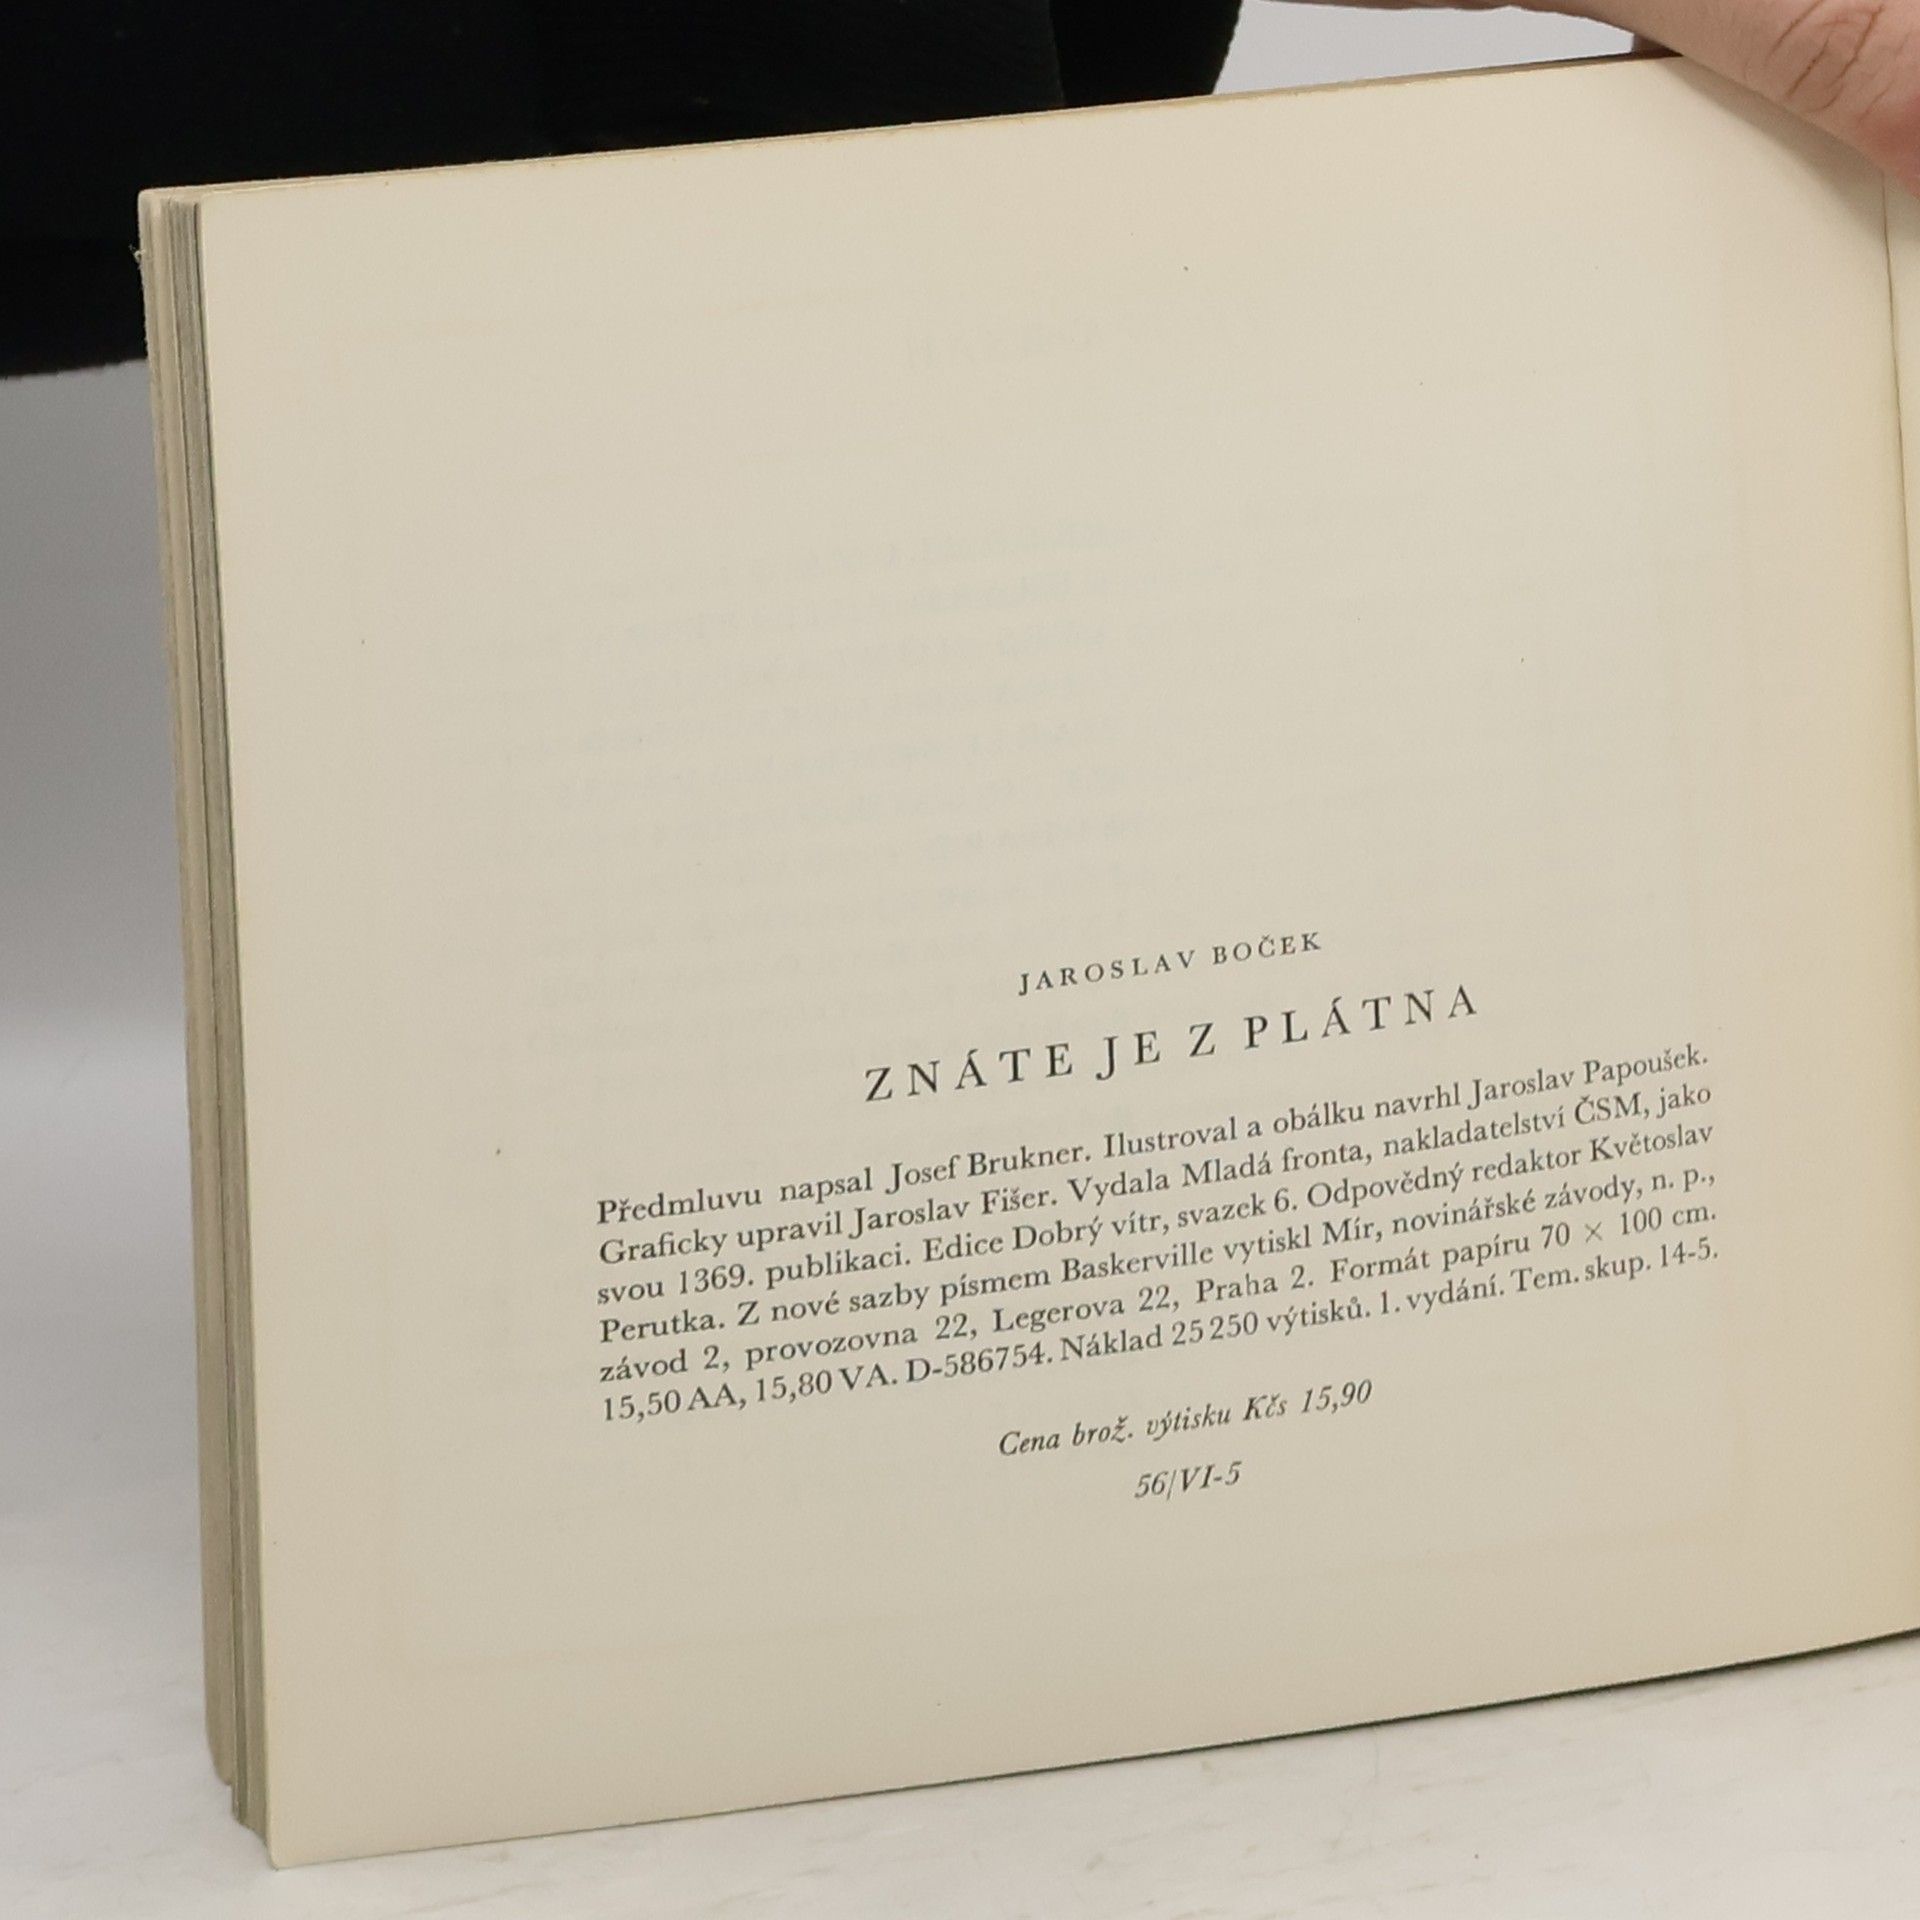 JAROSLAV BOČEK
ZNÁTE JE Z PLÁTNA
Předmluvu napsal Josef Brukner. Ilustroval a obálku navrhl Jaroslav Papoušek.
Graficky upravil Jaroslav Fišer. Vydala Mladá fronta, nakladatelství ČSM, jako
svou 1369. publikaci. Edice Dobrý vítr, svazek 6. Odpovědný redaktor Květoslav
Perutka. Z nové sazby písmem Baskerville vytiskl Mír, novinářské závody, n. p.,
závod 2, provozovna 22, Legerova 22, Praha 2. Formát papíru 70 × 100 cm.
15,50 AA, 15,80 VA. D-586754. Náklad 25 250 výtisků. 1. vydání. Tem. skup. 14-5.
Cena brož. výtisku Kčs 15,90
56/VI-5